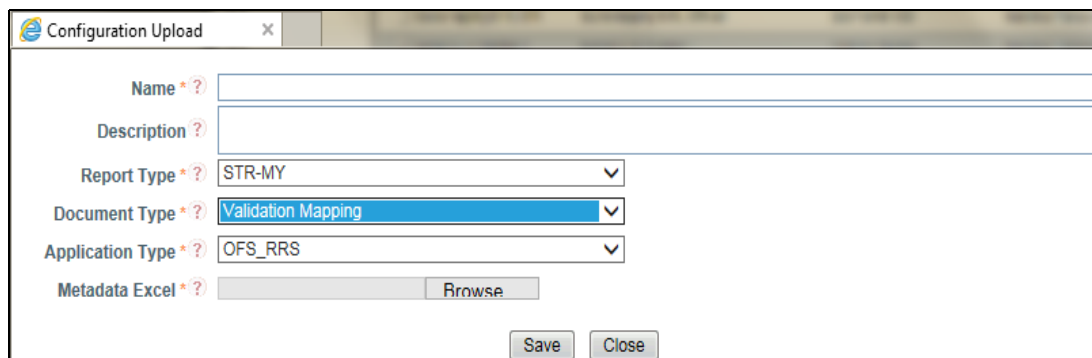 Configuration Upload ×
Name * ?
Description ?
Report Type * ? STR-MY
Document Type * ? Validation Mapping
Application Type * ? OFS_RRS
Metadata Excel * ? Browse
Save Close